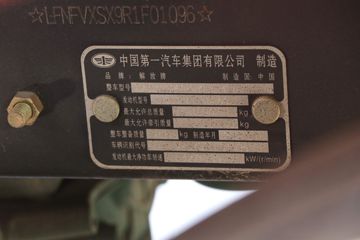 ☆LFNFVXSX9R1F01096☆
中国第一汽车集团有限公司 制造
品牌：解放牌 制造国：中国
整车型号
发动机型号
最大允许总质量 kg
最大允许牵引质量 kg
整车整备质量 kg 制造年月
车辆识别代号
发动机最大净功率/转速 kW/(r/min)